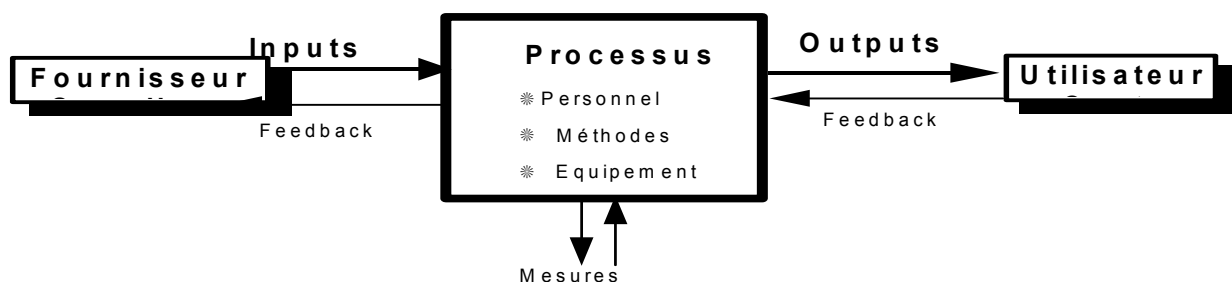 Inputs
Fournisseur
Feedback
Processus
Personnel
Méthodes
Equipement
Outputs
Utilisateur
Feedback
Mesures